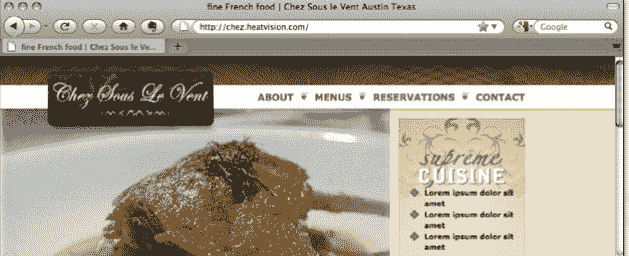 fine French food | Chez Sous le Vent Austin Texas
http://chez.heatvision.com/
Google
fine French food | Chez Sous le Ve...
Chez Sous Le Vent
ABOUT MENUS RESERVATIONS CONTACT
supreme
CUISINE
Lorem ipsum dolor sit
amet
Lorem ipsum dolor sit
amet
Lorem ipsum dolor sit
amet